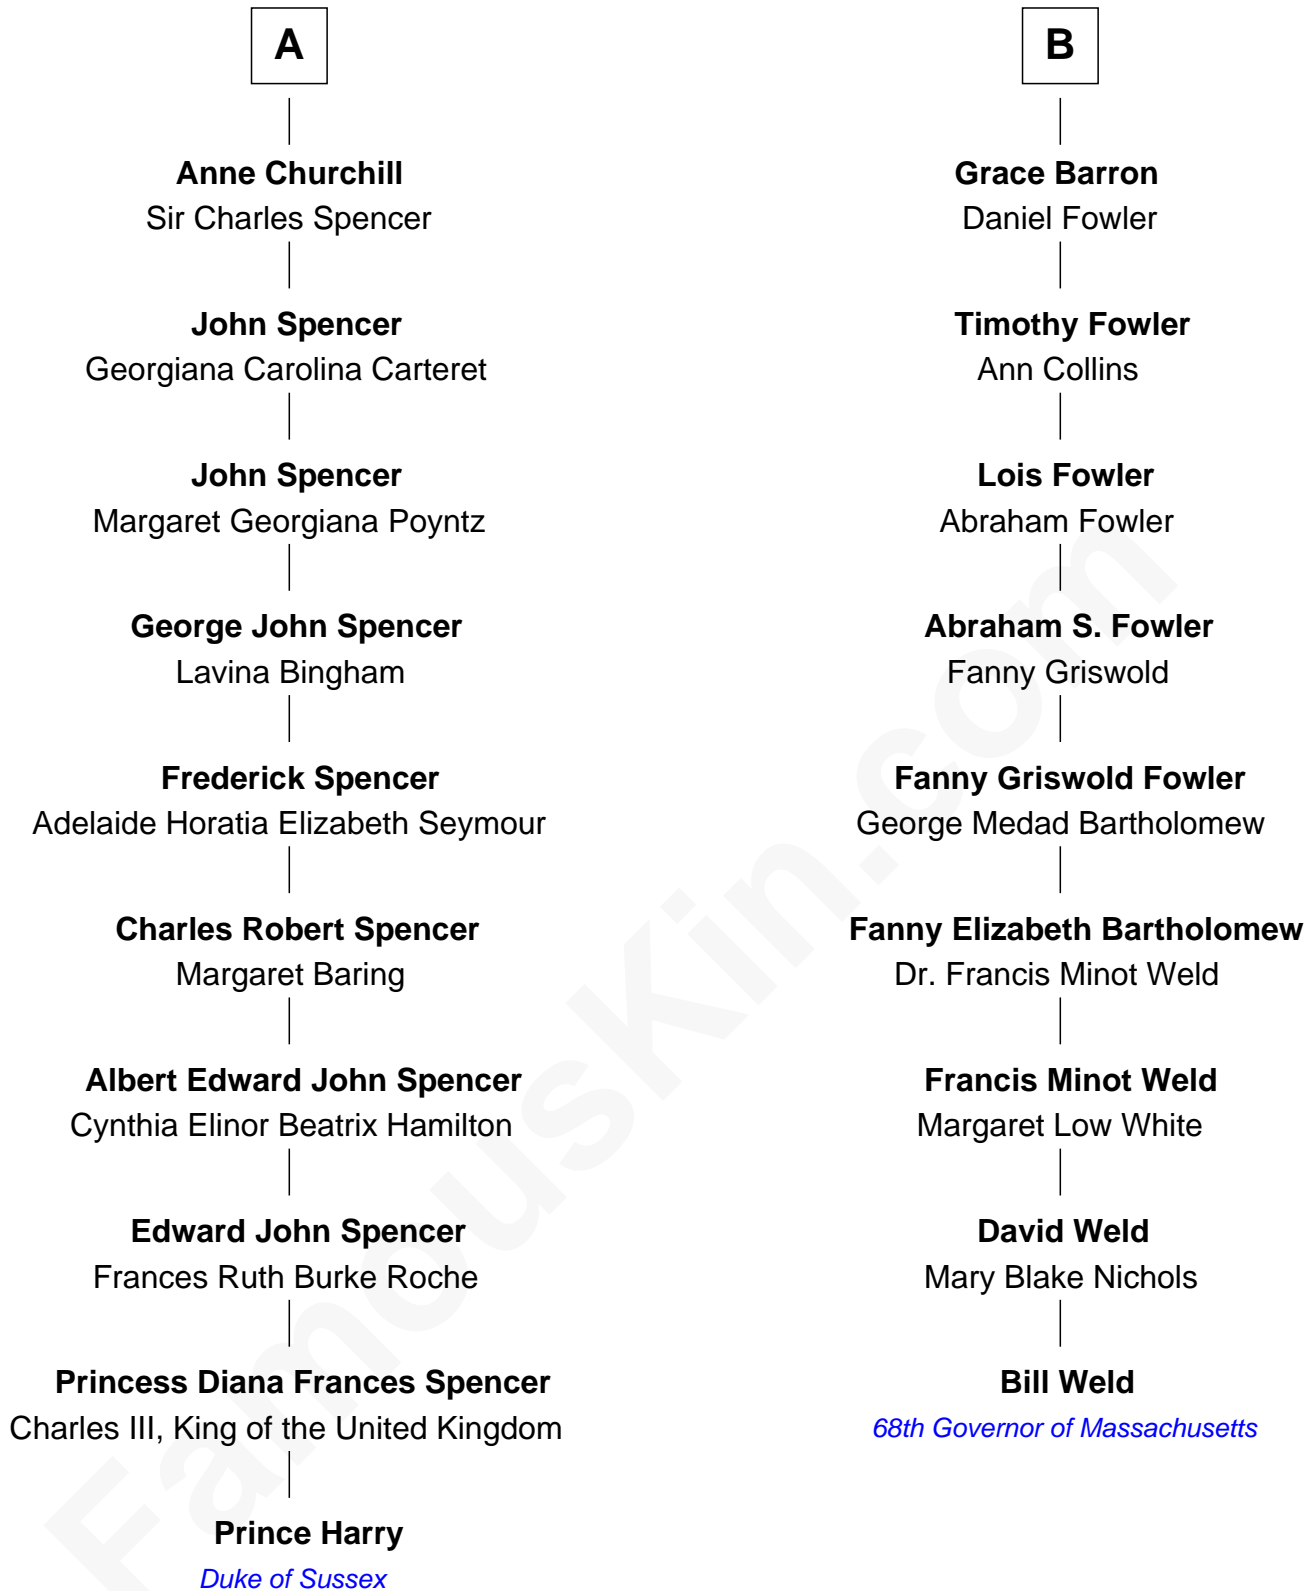 A
Anne Churchill
Sir Charles Spencer
John Spencer
Georgiana Carolina Carteret
John Spencer
Margaret Georgiana Poyntz
George John Spencer
Lavina Bingham
Frederick Spencer
Adelaide Horatia Elizabeth Seymour
Charles Robert Spencer
Margaret Baring
Albert Edward John Spencer
Cynthia Elinor Beatrix Hamilton
Edward John Spencer
Frances Ruth Burke Roche
Princess Diana Frances Spencer
Charles III, King of the United Kingdom
Prince Harry
Duke of Sussex
B
Grace Barron
Daniel Fowler
Timothy Fowler
Ann Collins
Lois Fowler
Abraham Fowler
Abraham S. Fowler
Fanny Griswold
Fanny Griswold Fowler
George Medad Bartholomew
Fanny Elizabeth Bartholomew
Dr. Francis Minot Weld
Francis Minot Weld
Margaret Low White
David Weld
Mary Blake Nichols
Bill Weld
68th Governor of Massachusetts
FamousKin.com